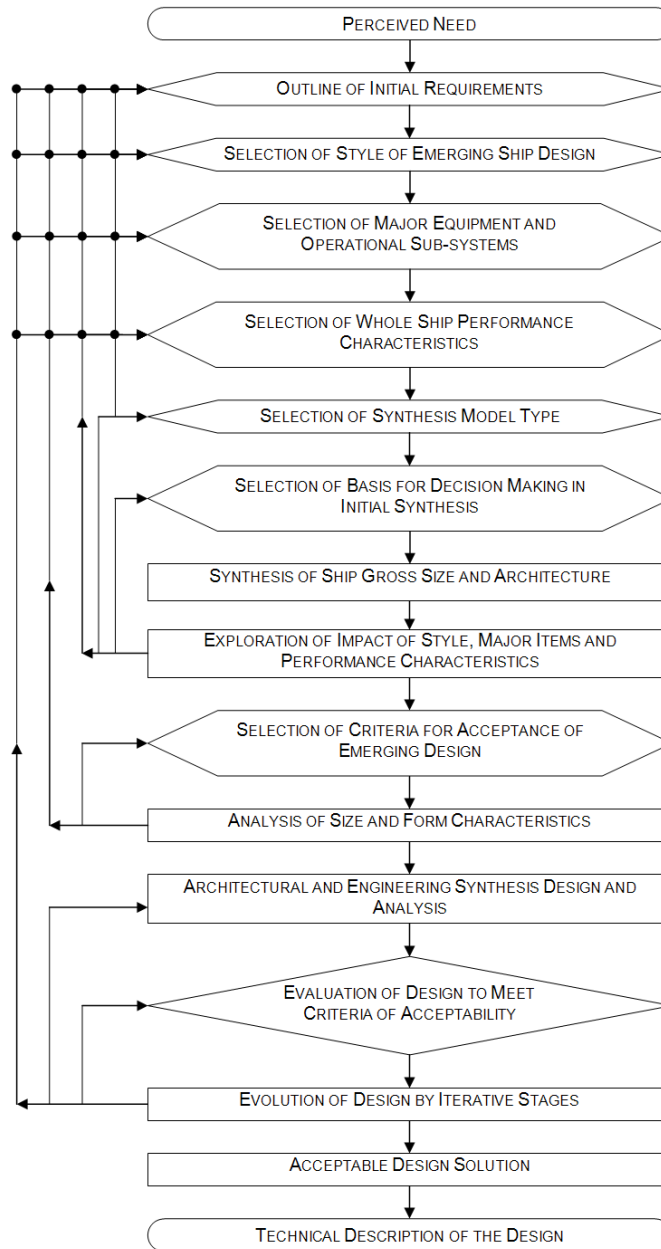 PERCEIVED NEED
OUTLINE OF INITIAL REQUIREMENTS
SELECTION OF STYLE OF EMERGING SHIP DESIGN
SELECTION OF MAJOR EQUIPMENT AND
OPERATIONAL SUB-SYSTEMS
SELECTION OF WHOLE SHIP PERFORMANCE
CHARACTERISTICS
SELECTION OF SYNTHESIS MODEL TYPE
SELECTION OF BASIS FOR DECISION MAKING IN
INITIAL SYNTHESIS
SYNTHESIS OF SHIP GROSS SIZE AND ARCHITECTURE
EXPLORATION OF IMPACT OF STYLE, MAJOR ITEMS AND
PERFORMANCE CHARACTERISTICS
SELECTION OF CRITERIA FOR ACCEPTANCE OF
EMERGING DESIGN
ANALYSIS OF SIZE AND FORM CHARACTERISTICS
ARCHITECTURAL AND ENGINEERING SYNTHESIS DESIGN AND
ANALYSIS
EVALUATION OF DESIGN TO MEET
CRITERIA OF ACCEPTABILITY
EVOLUTION OF DESIGN BY ITERATIVE STAGES
ACCEPTABLE DESIGN SOLUTION
TECHNICAL DESCRIPTION OF THE DESIGN